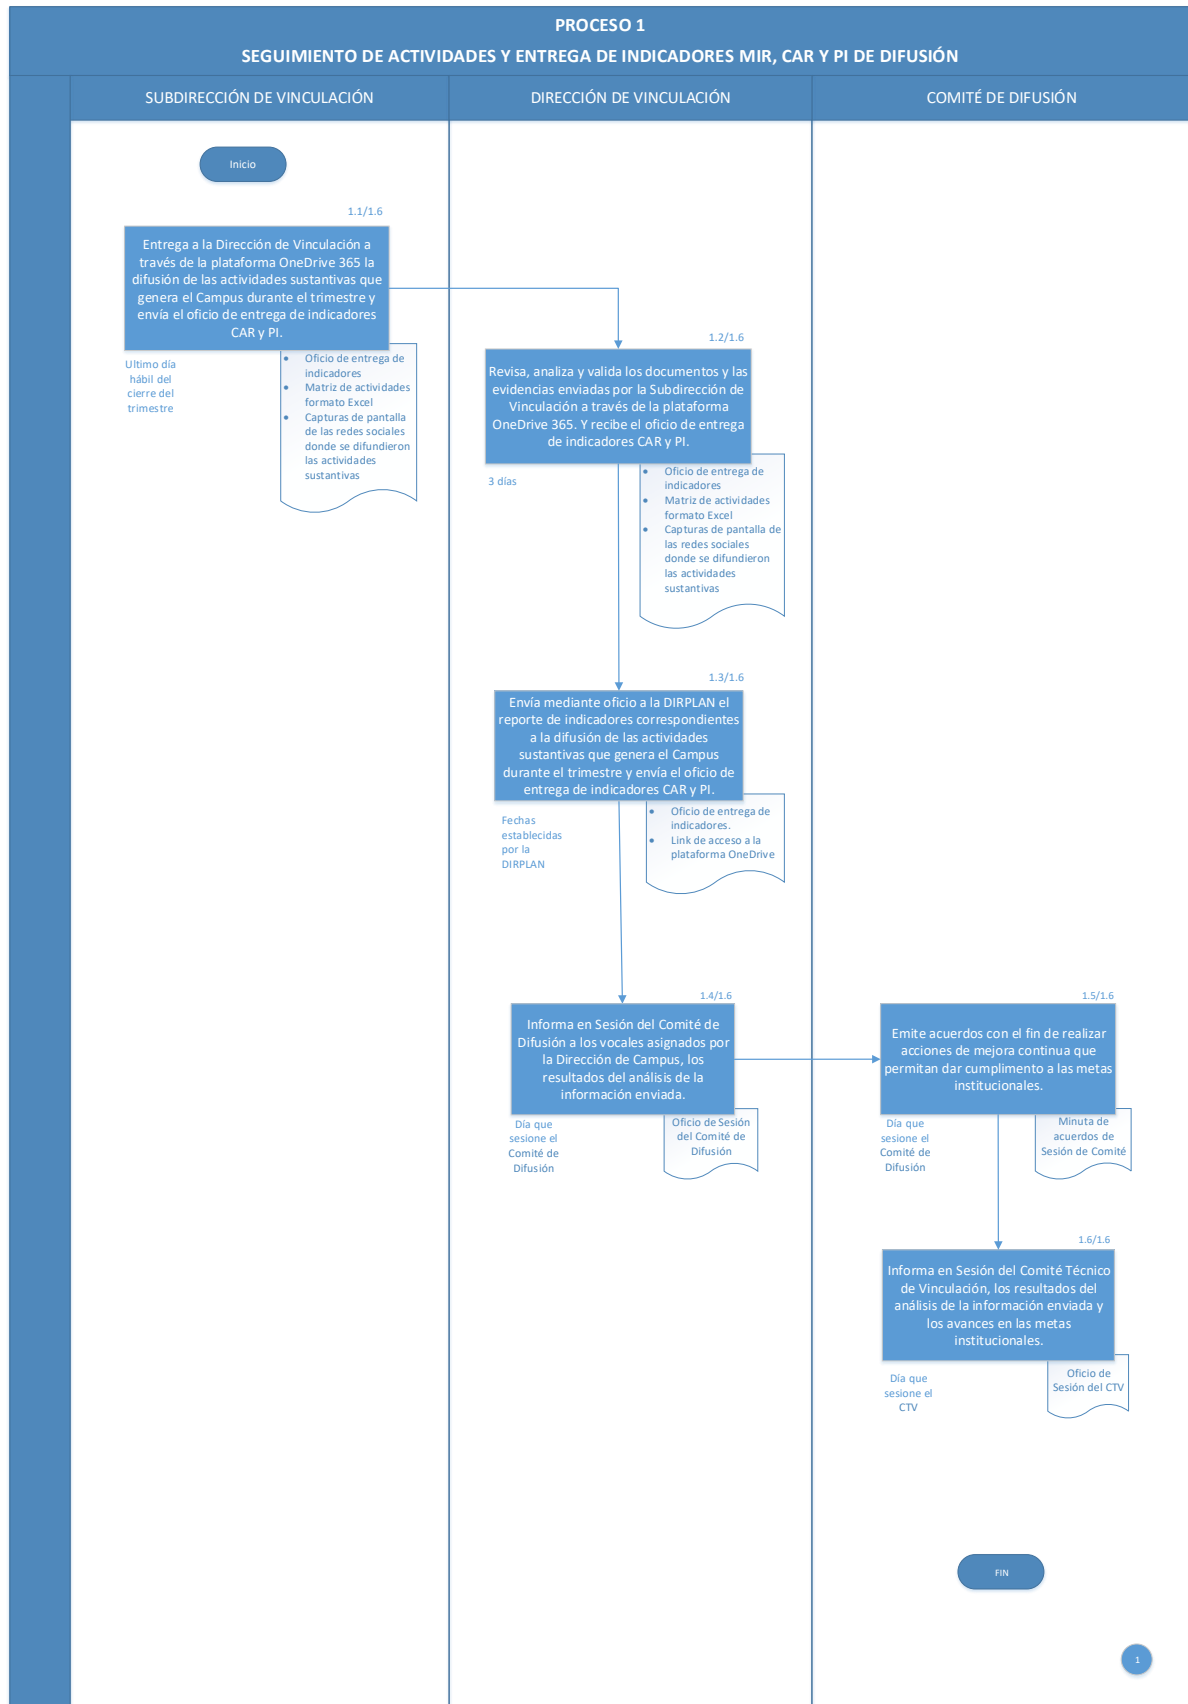 PROCESO 1
SEGUIMIENTO DE ACTIVIDADES Y ENTREGA DE INDICADORES MIR, CAR Y PI DE DIFUSIÓN
SUBDIRECCIÓN DE VINCULACIÓN
DIRECCIÓN DE VINCULACIÓN
COMITÉ DE DIFUSIÓN
Inicio
1.1/1.6
Entrega a la Dirección de Vinculación a
través de la plataforma OneDrive 365 la
difusión de las actividades sustantivas que
genera el Campus durante el trimestre y
envía el oficio de entrega de indicadores
CAR y PI.
Ultimo día
hábil del
cierre del
trimestre
• Oficio de entrega de
indicadores
• Matriz de actividades
formato Excel
• Capturas de pantalla
de las redes sociales
donde se difundieron
las actividades
sustantivas
1.2/1.6
Revisa, analiza y valida los documentos y las
evidencias enviadas por la Subdirección de
Vinculación a través de la plataforma
OneDrive 365. Y recibe el oficio de entrega
de indicadores CAR y PI.
3 días
• Oficio de entrega de
indicadores
• Matriz de actividades
formato Excel
• Capturas de pantalla de
las redes sociales
donde se difundieron
las actividades
sustantivas
1.3/1.6
Envía mediante oficio a la DIRPLAN el
reporte de indicadores correspondientes
a la difusión de las actividades
sustantivas que genera el Campus
durante el trimestre y envía el oficio de
entrega de indicadores CAR y PI.
Fechas
establecidas
por la
DIRPLAN
• Oficio de entrega de
indicadores.
• Link de acceso a la
plataforma OneDrive
1.4/1.6
Informa en Sesión del Comité de
Difusión a los vocales asignados por
la Dirección de Campus, los
resultados del análisis de la
información enviada.
Día que
sesione el
Comité de
Difusión
Oficio de Sesión
del Comité de
Difusión
1.5/1.6
Emite acuerdos con el fin de realizar
acciones de mejora continua que
permitan dar cumplimento a las metas
institucionales.
Día que
sesione el
Comité de
Difusión
Minuta de
acuerdos de
Sesión de Comité
1.6/1.6
Informa en Sesión del Comité Técnico
de Vinculación, los resultados del
análisis de la información enviada y
los avances en las metas
institucionales.
Día que
sesione el
CTV
Oficio de
Sesión del CTV
FIN
1